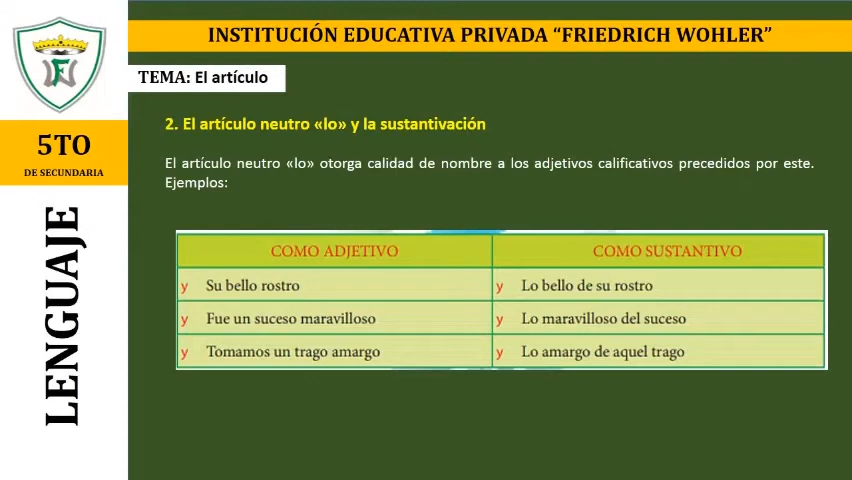 INSTITUCIÓN EDUCATIVA PRIVADA “FRIEDRICH WOHLER”
TEMA: El artículo
5TO
DE SECUNDARIA
LENGUAJE
2. El artículo neutro «lo» y la sustantivación
El artículo neutro «lo» otorga calidad de nombre a los adjetivos calificativos precedidos por este.
Ejemplos:
COMO ADJETIVO COMO SUSTANTIVO
y Su bello rostro y Lo bello de su rostro
y Fue un suceso maravilloso y Lo maravilloso del suceso
y Tomamos un trago amargo y Lo amargo de aquel trago